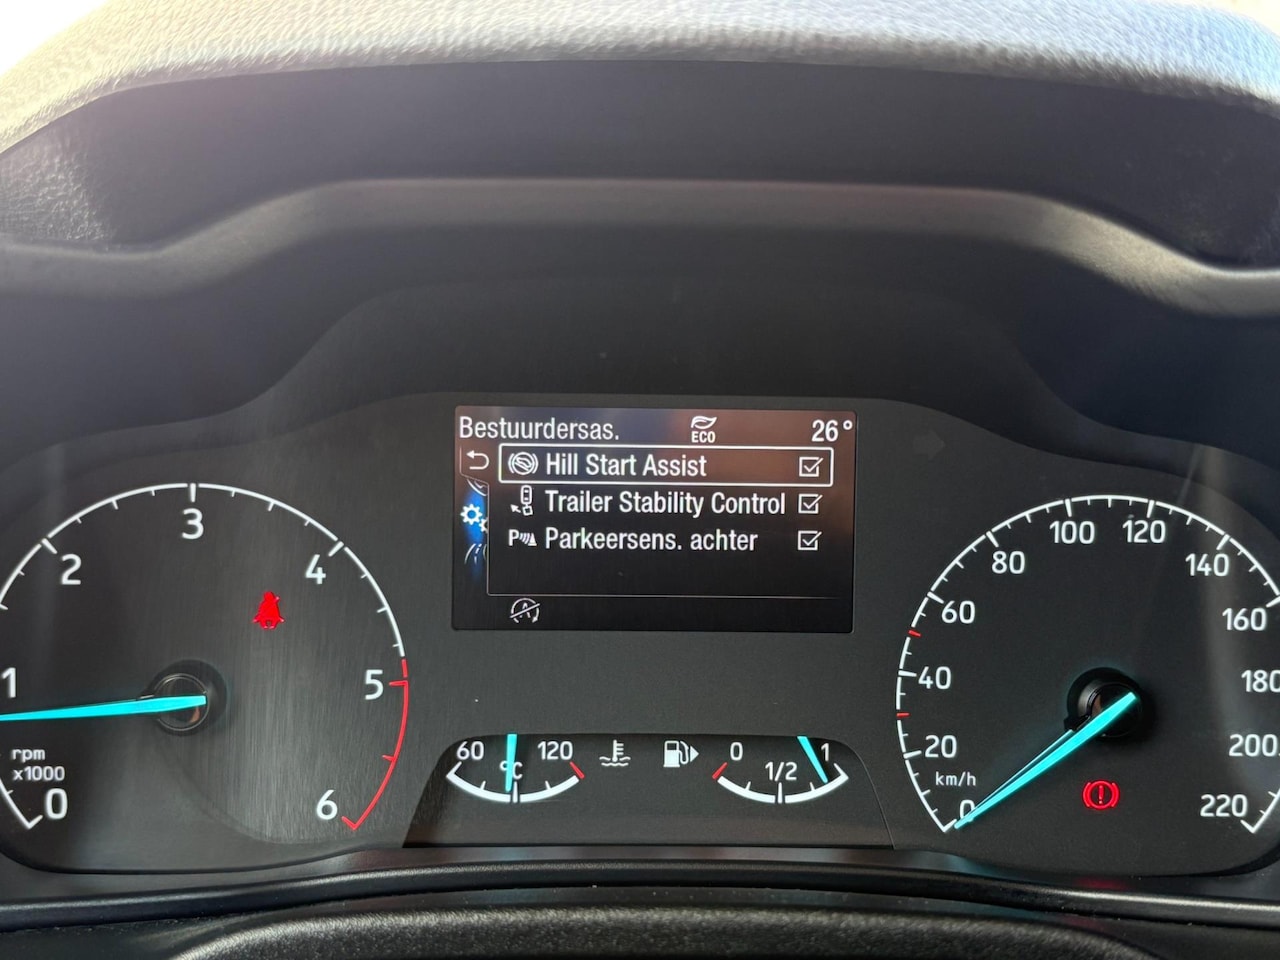 Bestuurdersas. ECO 26°
Hill Start Assist
Trailer Stability Control
P Parkeersens. achter
A
0 1 2 3 4 5 6
rpm
x1000
60 °C 120
0 1/2 1
0 20 40 60 80 100 120 140 160 180 200 220
km/h